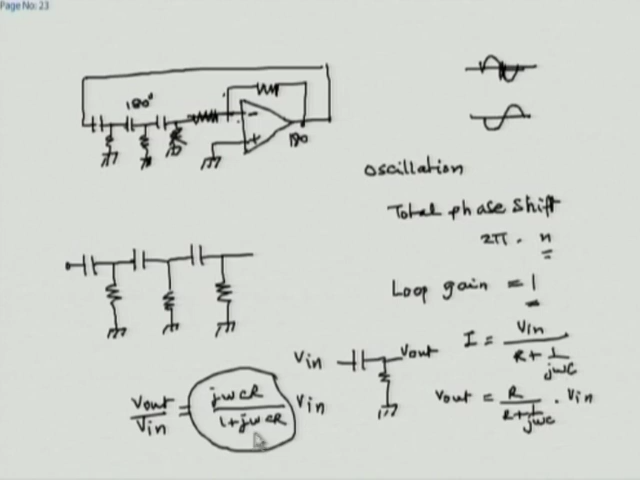 Page No: 23
180°
-
+
180
Oscillation
Total phase shift
2π . n
Loop gain = 1
Vin
Vout
I = Vin / R + 1/jωC
Vout = R / R + 1/jωC . Vin
Vout / Vin = jωCR / 1+jωCR Vin